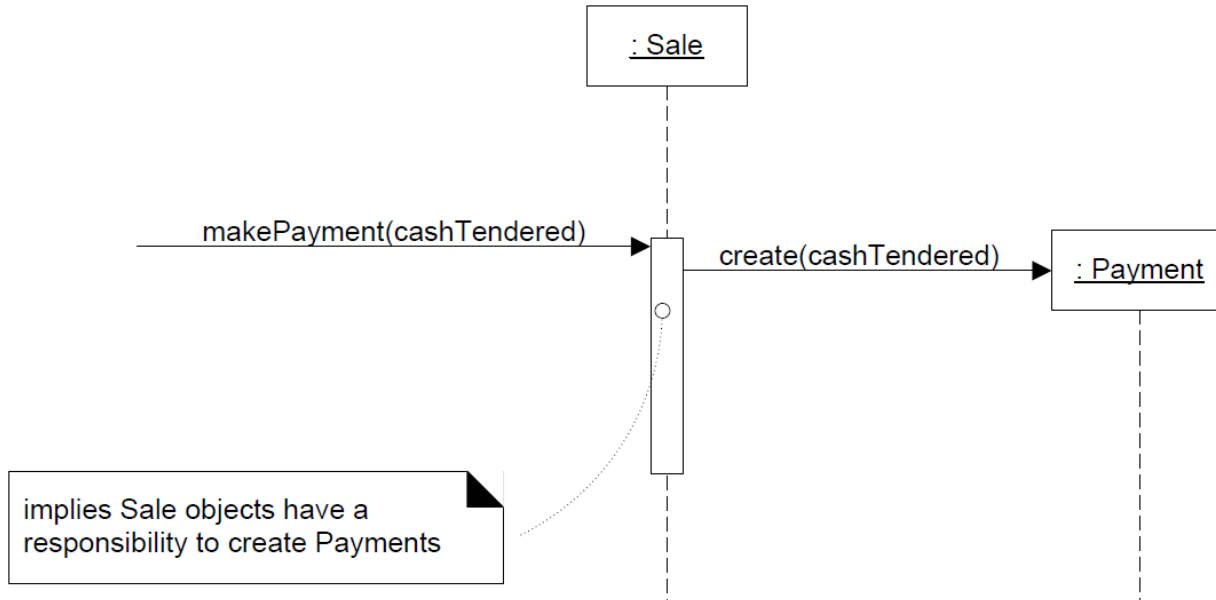 : Sale
makePayment(cashTendered)
create(cashTendered)
: Payment
implies Sale objects have a
responsibility to create Payments